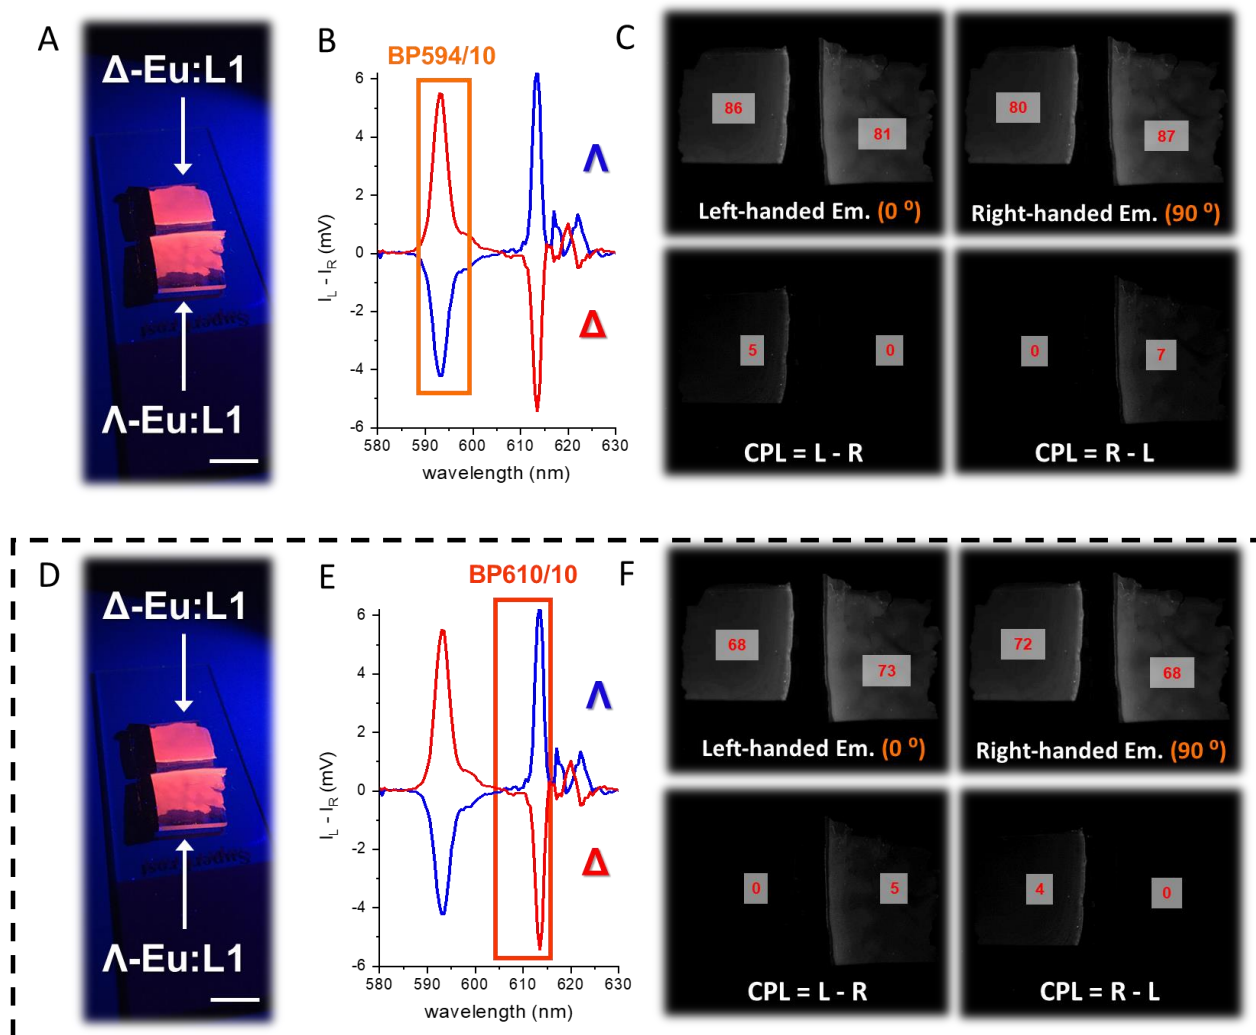 A
Δ-Eu:L1
Λ-Eu:L1
B
BP594/10
6
4
2
0
-2
-4
-6
580 590 600 610 620 630
I_L - I_R (mV)
wavelength (nm)
Λ
Δ
C
86
81
Left-handed Em. (0 º)
80
87
Right-handed Em. (90 º)
5
0
CPL = L - R
0
7
CPL = R - L
D
Δ-Eu:L1
Λ-Eu:L1
E
BP610/10
6
4
2
0
-2
-4
-6
580 590 600 610 620 630
I_L - I_R (mV)
wavelength (nm)
Λ
Δ
F
68
73
Left-handed Em. (0 º)
72
68
Right-handed Em. (90 º)
0
5
CPL = L - R
4
0
CPL = R - L